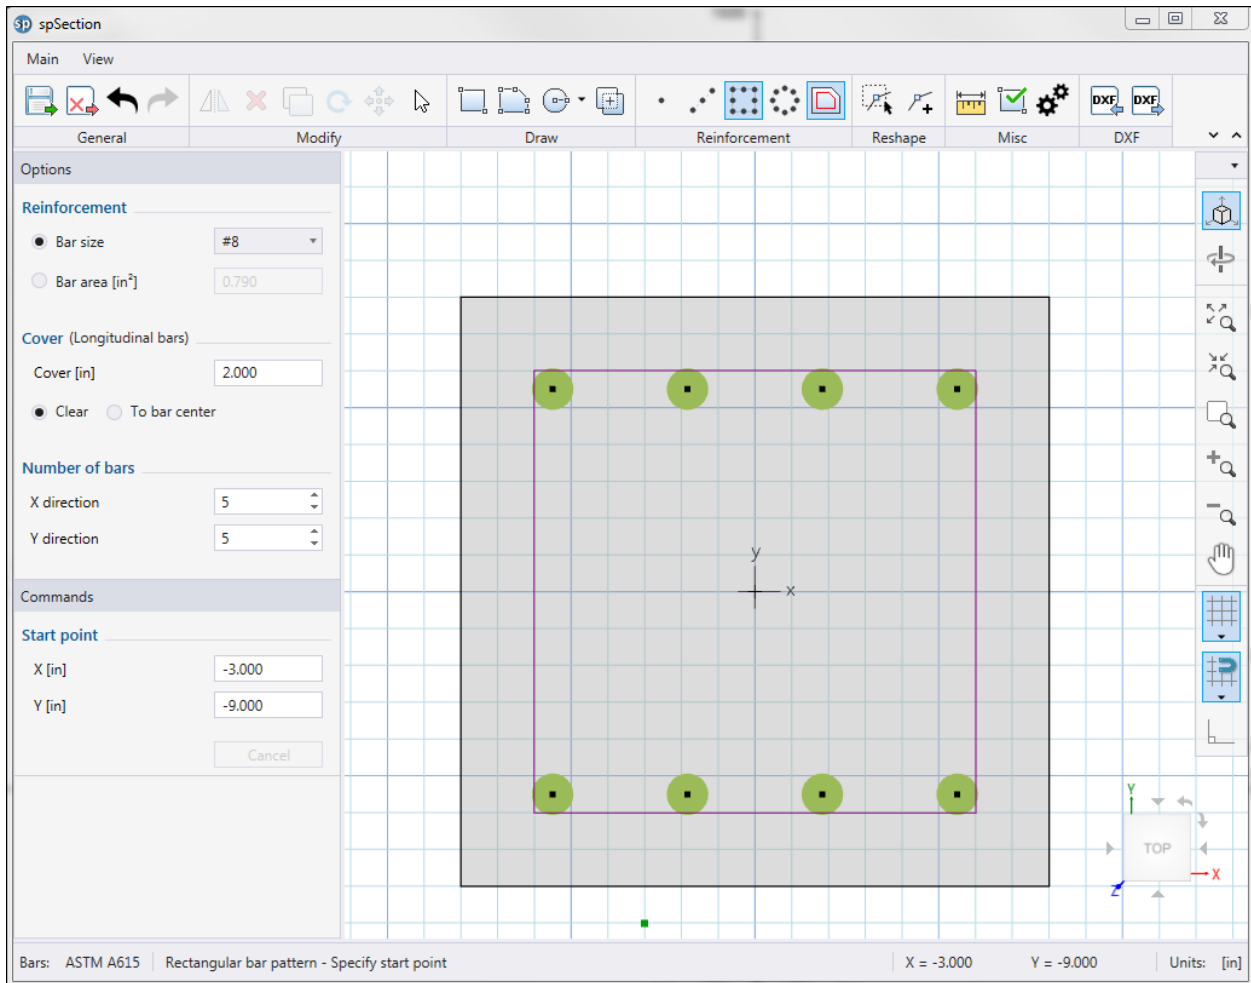 sp spSection
Main View
DXF DXF
General Modify Draw Reinforcement Reshape Misc DXF
Options
Reinforcement
Bar size #8
Bar area [in²] 0.790
Cover (Longitudinal bars)
Cover [in] 2.000
Clear To bar center
Number of bars
X direction 5
Y direction 5
y
x
Commands
Start point
X [in] -3.000
Y [in] -9.000
Cancel
Y
TOP
X
Z
Bars: ASTM A615 Rectangular bar pattern - Specify start point X = -3.000 Y = -9.000 Units: [in]